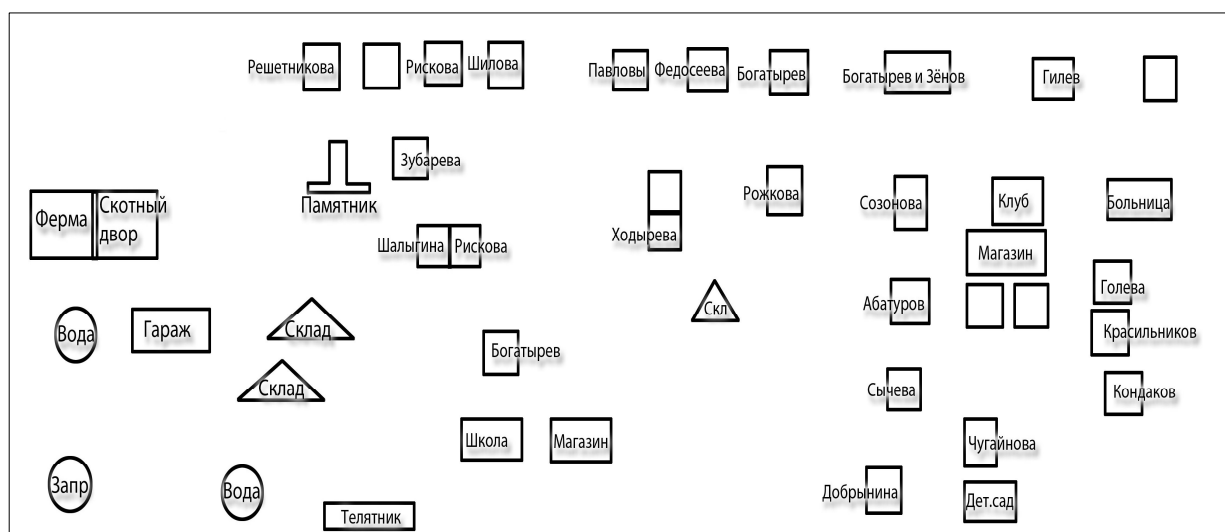 Решетникова
Рискова
Шилова
Павловы
Федосеева
Богатырев
Богатырев и Зёнов
Гилев
Зубарева
Памятник
Ферма
Скотный
двор
Шалыгина
Рискова
Ходырева
Рожкова
Созонова
Клуб
Больница
Магазин
Вода
Гараж
Склад
Склад
Скл
Абатуров
Голева
Красильников
Богатырев
Сычева
Кондаков
Школа
Магазин
Чугайнова
Запр
Вода
Телятник
Добрынина
Дет.сад